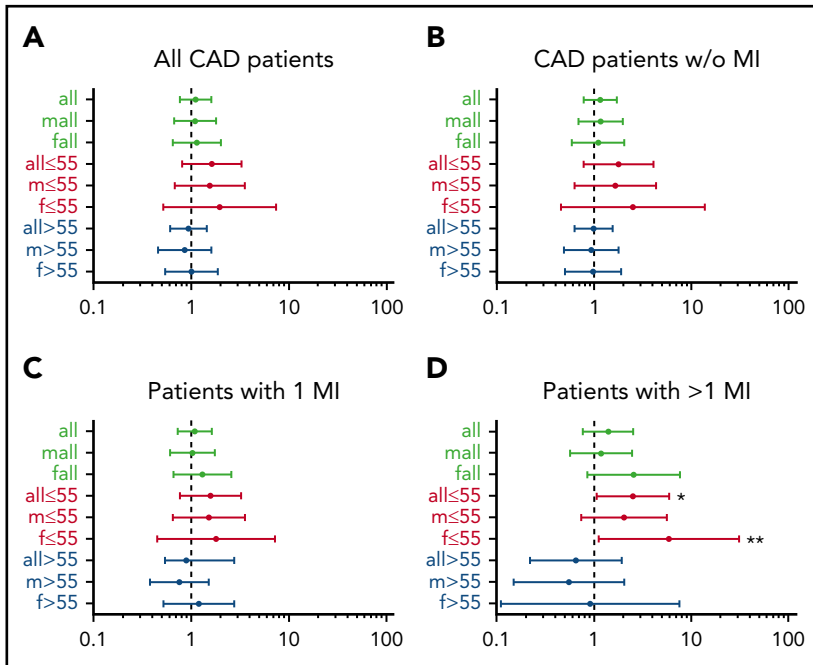 A
All CAD patients
all
mall
fall
all≤55
m≤55
f≤55
all>55
m>55
f>55
0.1 1 10 100
B
CAD patients w/o MI
all
mall
fall
all≤55
m≤55
f≤55
all>55
m>55
f>55
0.1 1 10 100
C
Patients with 1 MI
all
mall
fall
all≤55
m≤55
f≤55
all>55
m>55
f>55
0.1 1 10 100
D
Patients with >1 MI
all
mall
fall
all≤55 *
m≤55
f≤55 **
all>55
m>55
f>55
0.1 1 10 100